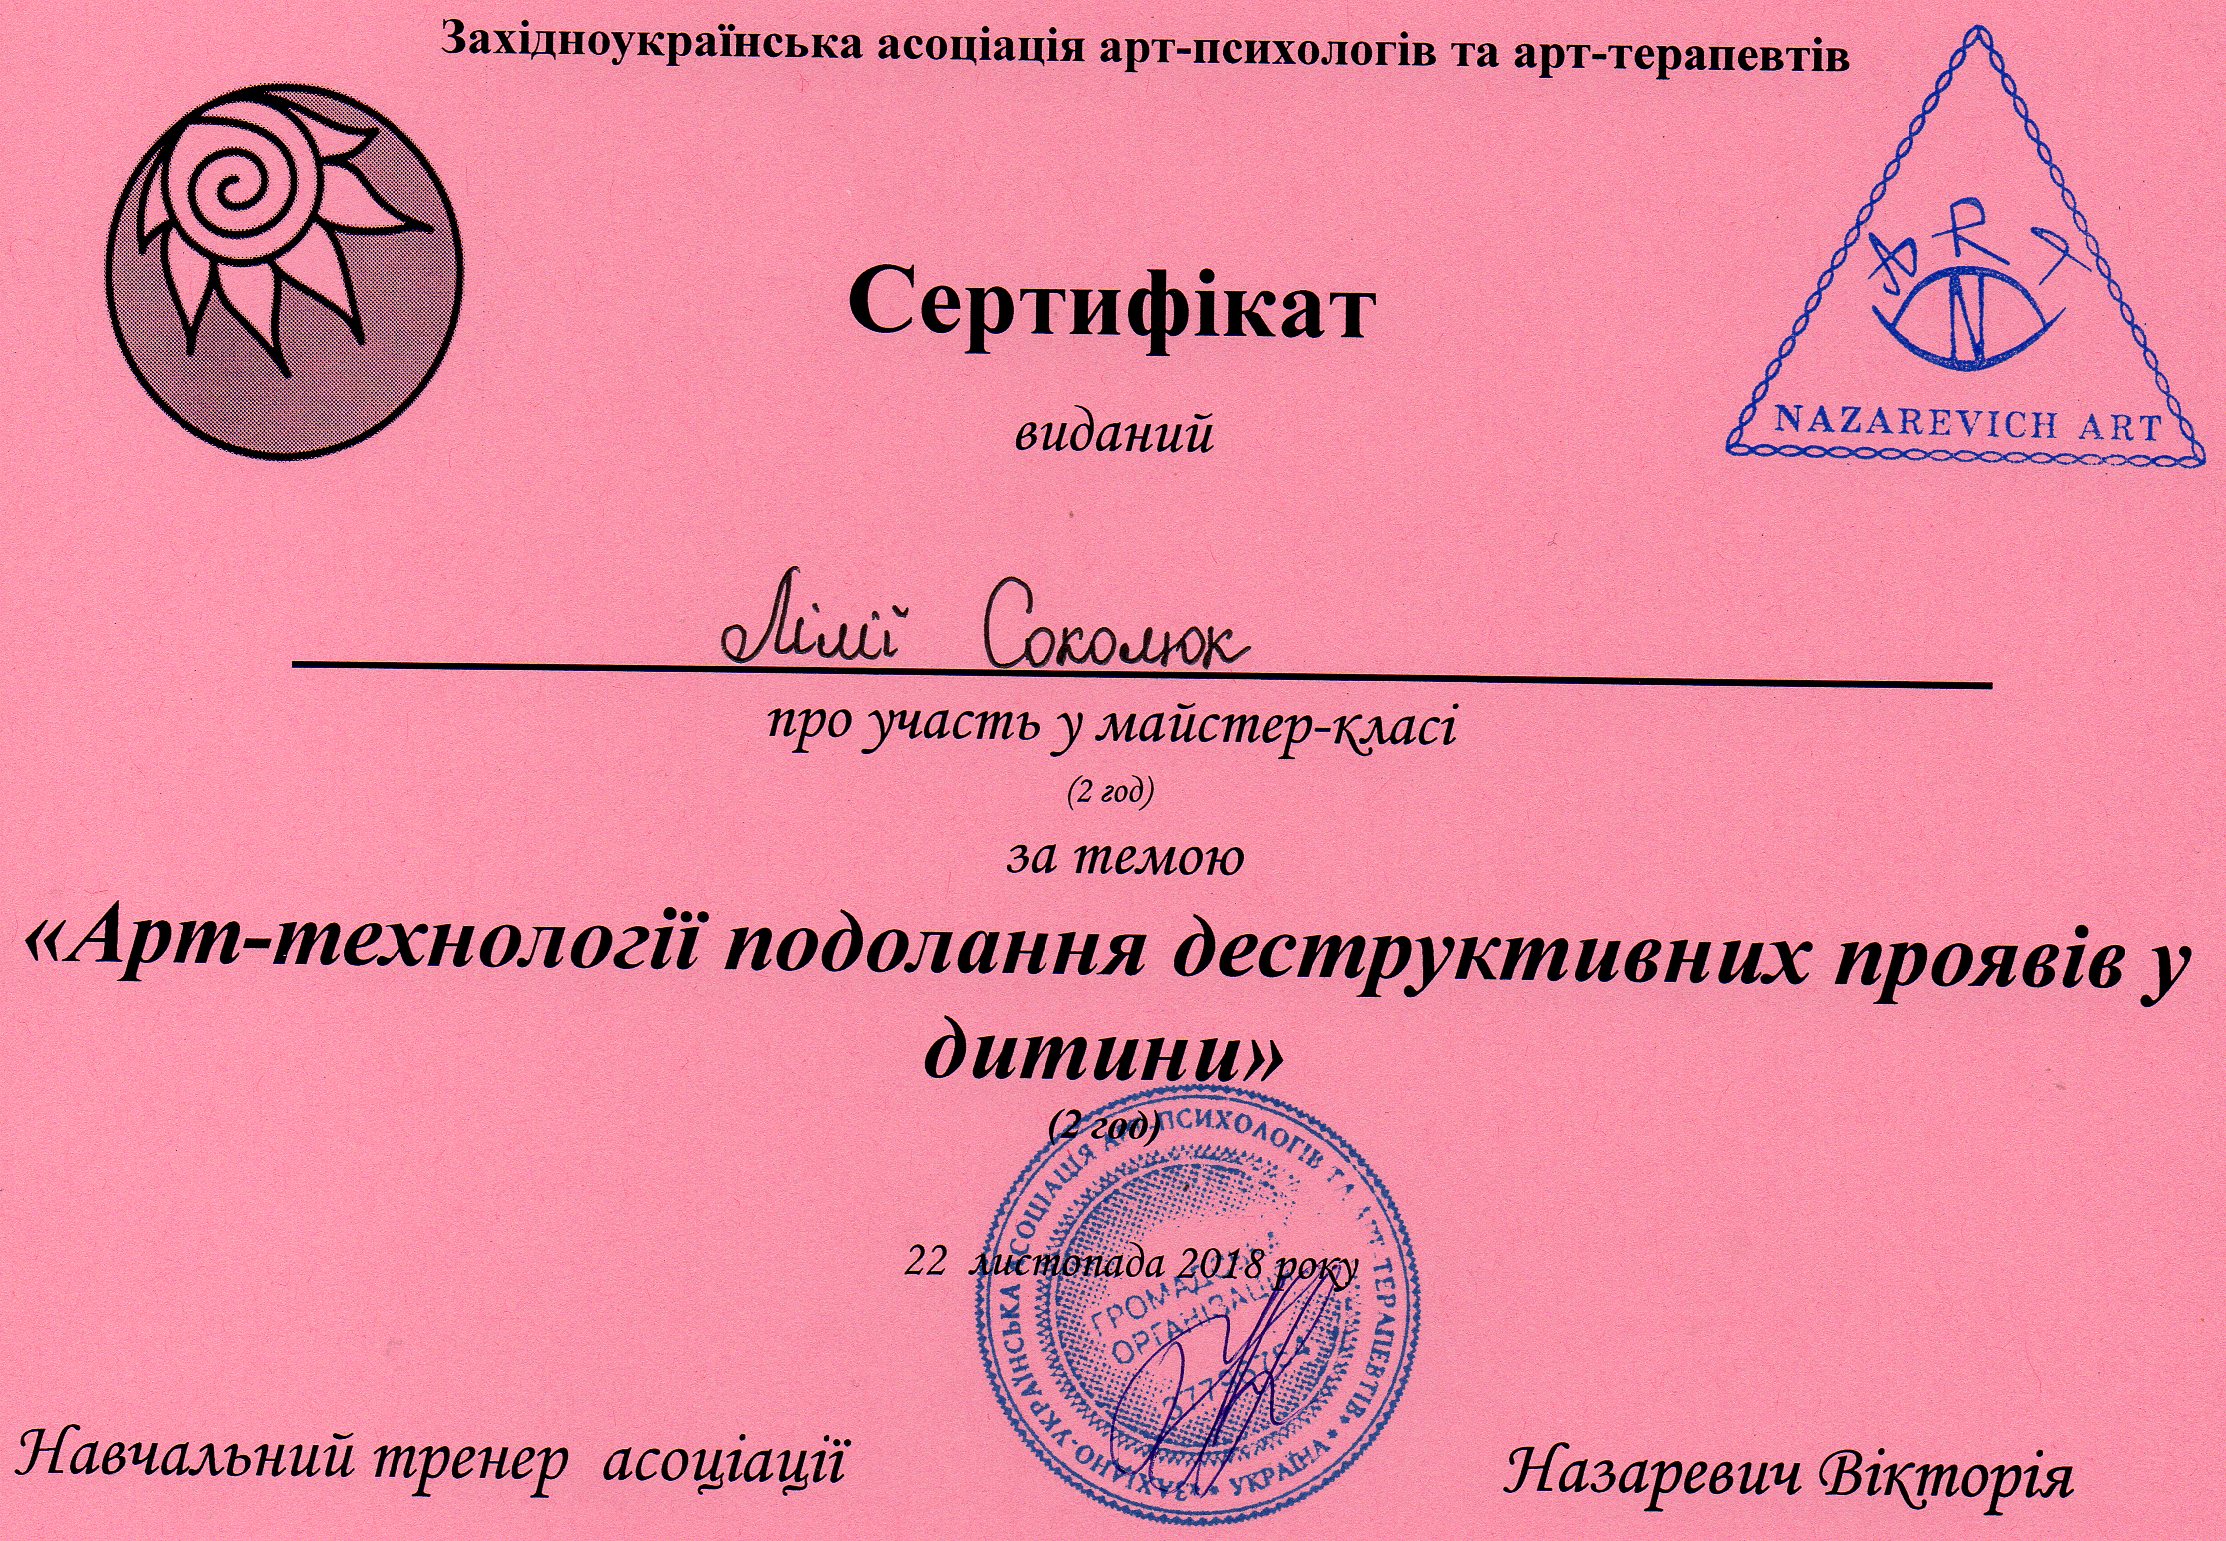 Західноукраїнська асоціація арт-психологів та арт-терапевтів
ART
N
NAZAREVICH ART
Сертифікат
виданий
Лілії Соколюк
про участь у майстер-класі
(2 год)
за темою
«Арт-технології подолання деструктивних проявів у
дитини»
(2 год)
22 листопада 2018 року
ЗАХІДНО-УКРАЇНСЬКА АСОЦІАЦІЯ АРТ-ПСИХОЛОГІВ ТА АРТ-ТЕРАПЕВТІВ * УКРАЇНА *
ГРОМАДСЬКА
ОРГАНІЗАЦІЯ
Навчальний тренер асоціації
Назаревич Вікторія